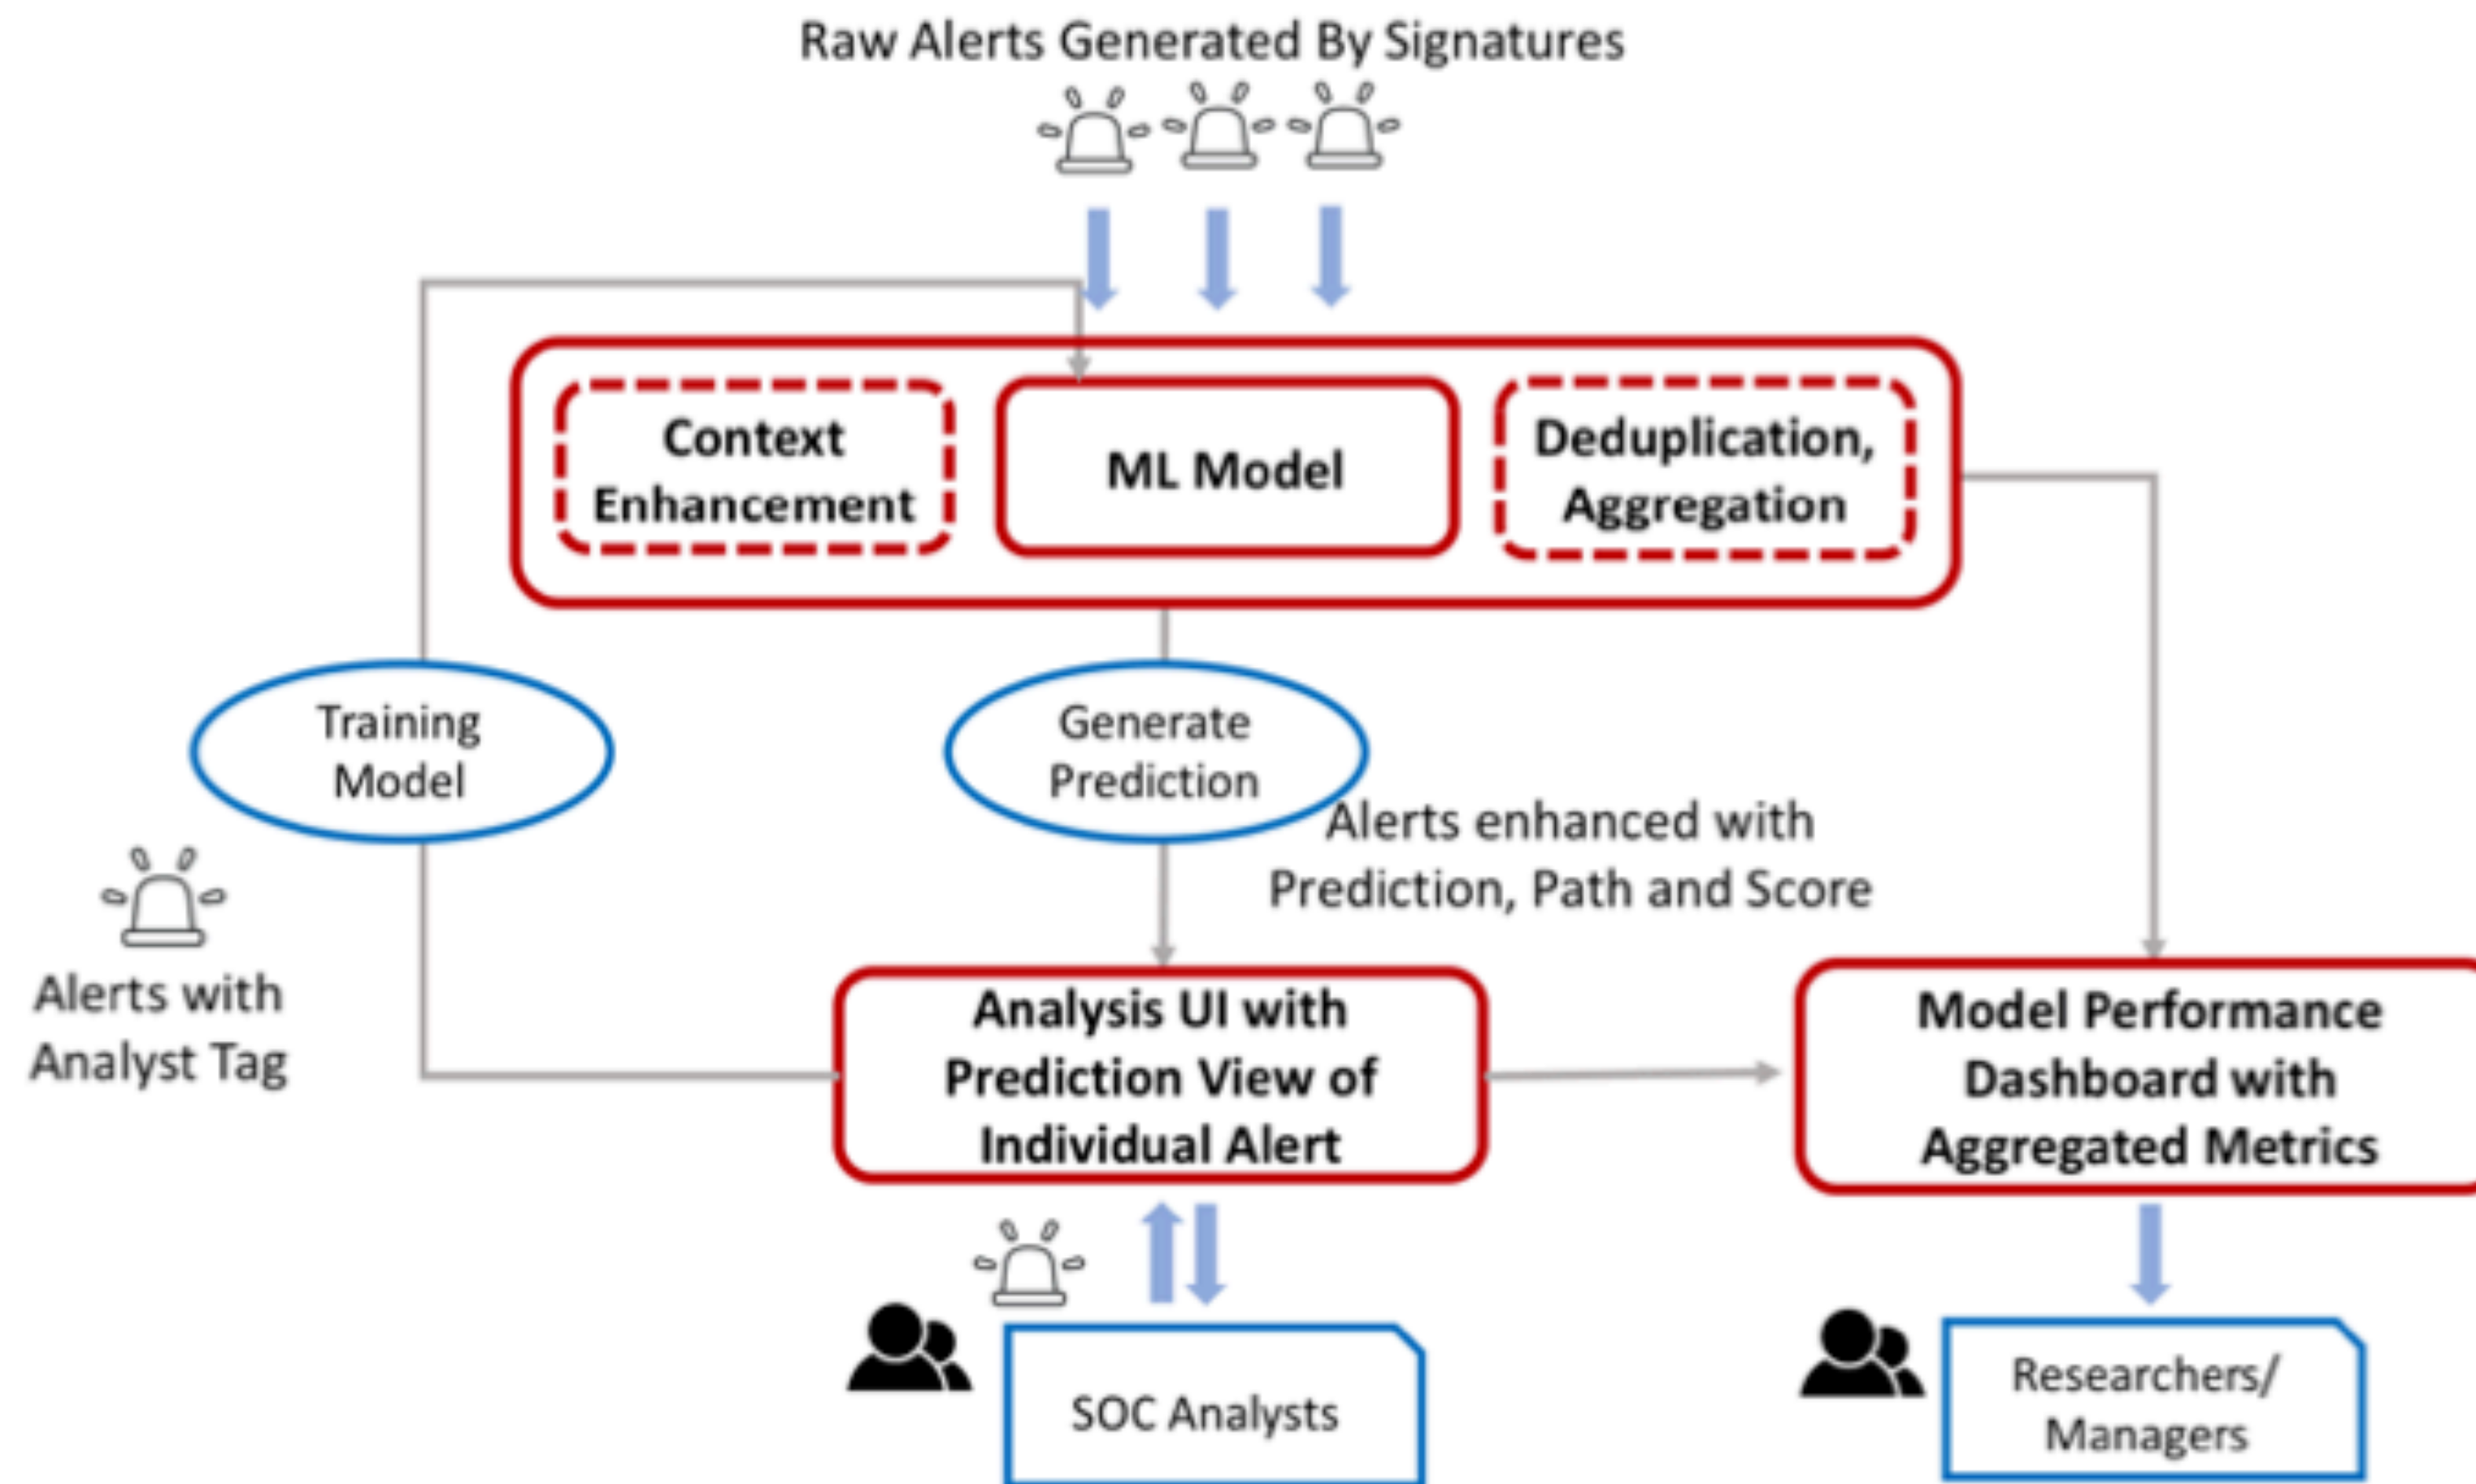 Raw Alerts Generated By Signatures
Context
Enhancement
ML Model
Deduplication,
Aggregation
Training
Model
Generate
Prediction
Alerts enhanced with
Prediction, Path and Score
Alerts with
Analyst Tag
Analysis UI with
Prediction View of
Individual Alert
Model Performance
Dashboard with
Aggregated Metrics
SOC Analysts
Researchers/
Managers